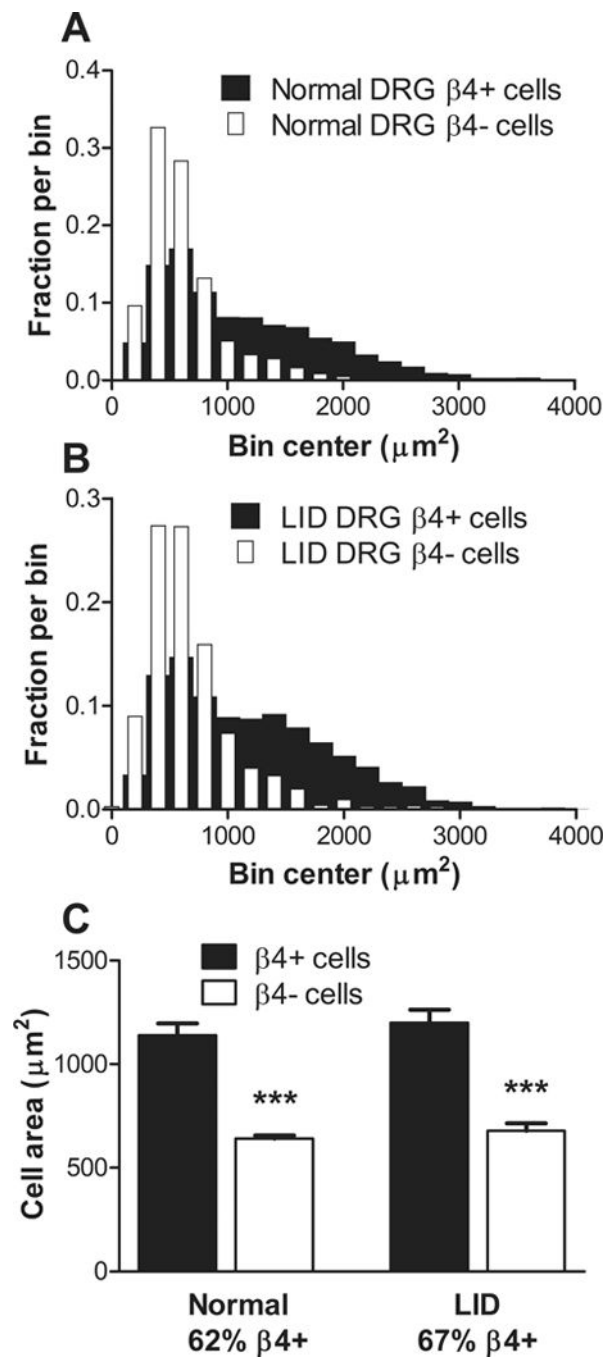 A
0.4
0.3
0.2
0.1
0.0
Fraction per bin
Normal DRG β4+ cells
Normal DRG β4- cells
0 1000 2000 3000 4000
Bin center (μm²)
B
0.3
0.2
0.1
0.0
Fraction per bin
LID DRG β4+ cells
LID DRG β4- cells
0 1000 2000 3000 4000
Bin center (μm²)
C
1500
1000
500
0
Cell area (μm²)
β4+ cells
β4- cells
*** ***
Normal LID
62% β4+ 67% β4+